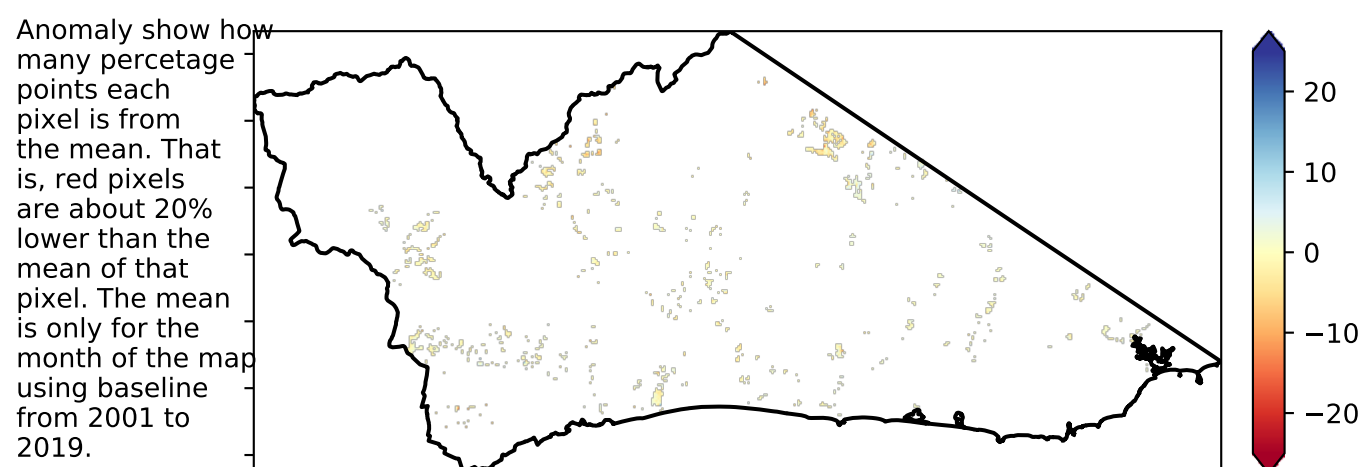 Anomaly show how
many percetage
points each
pixel is from
the mean. That
is, red pixels
are about 20%
lower than the
mean of that
pixel. The mean
is only for the
month of the map
using baseline
from 2001 to
2019.
20
10
0
−10
−20